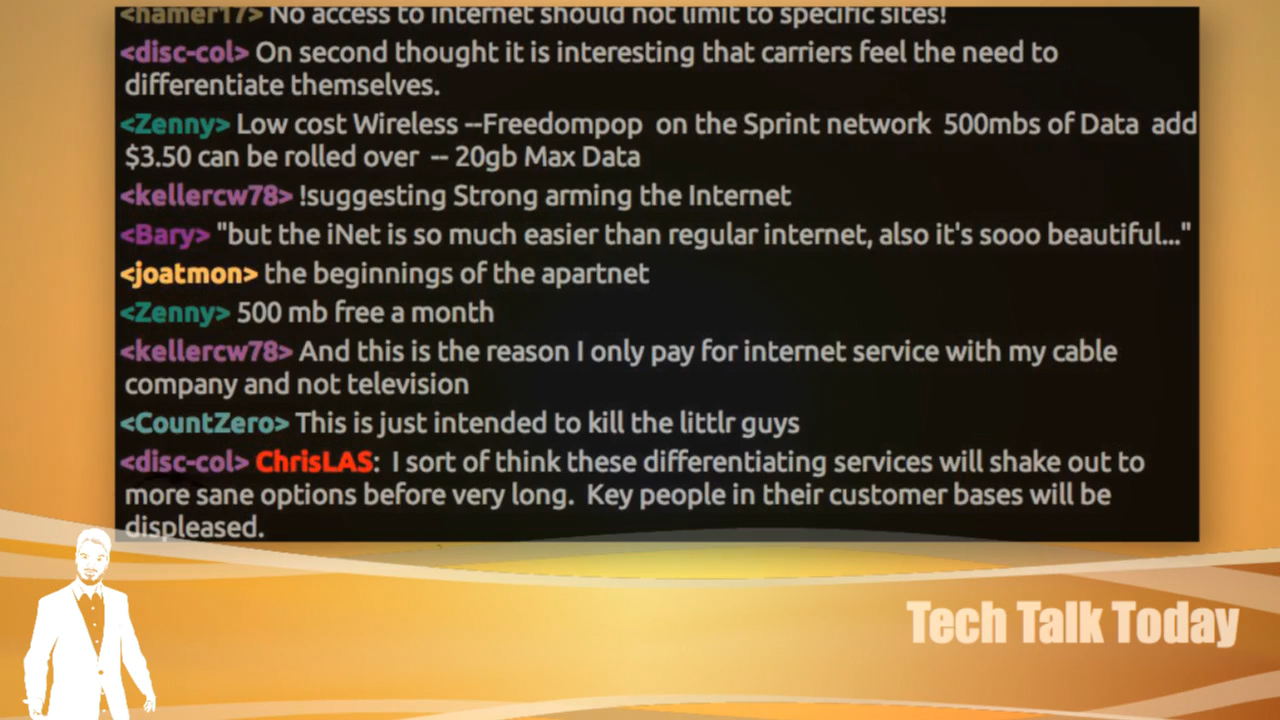 <hamer17> No access to Internet should not limit to specific sites!
<disc-col> On second thought it is interesting that carriers feel the need to
differentiate themselves.
<Zenny> Low cost Wireless --Freedompop  on the Sprint network  500mbs of Data  add
$3.50 can be rolled over  -- 20gb Max Data
<kellercw78> !suggesting Strong arming the Internet
<Bary> "but the iNet is so much easier than regular internet, also it's sooo beautiful..."
<joatmon> the beginnings of the apartnet
<Zenny> 500 mb free a month
<kellercw78> And this is the reason I only pay for internet service with my cable
company and not television
<CountZero> This is just intended to kill the littlr guys
<disc-col> ChrisLAS:  I sort of think these differentiating services will shake out to
more sane options before very long.  Key people in their customer bases will be
displeased.
Tech Talk Today